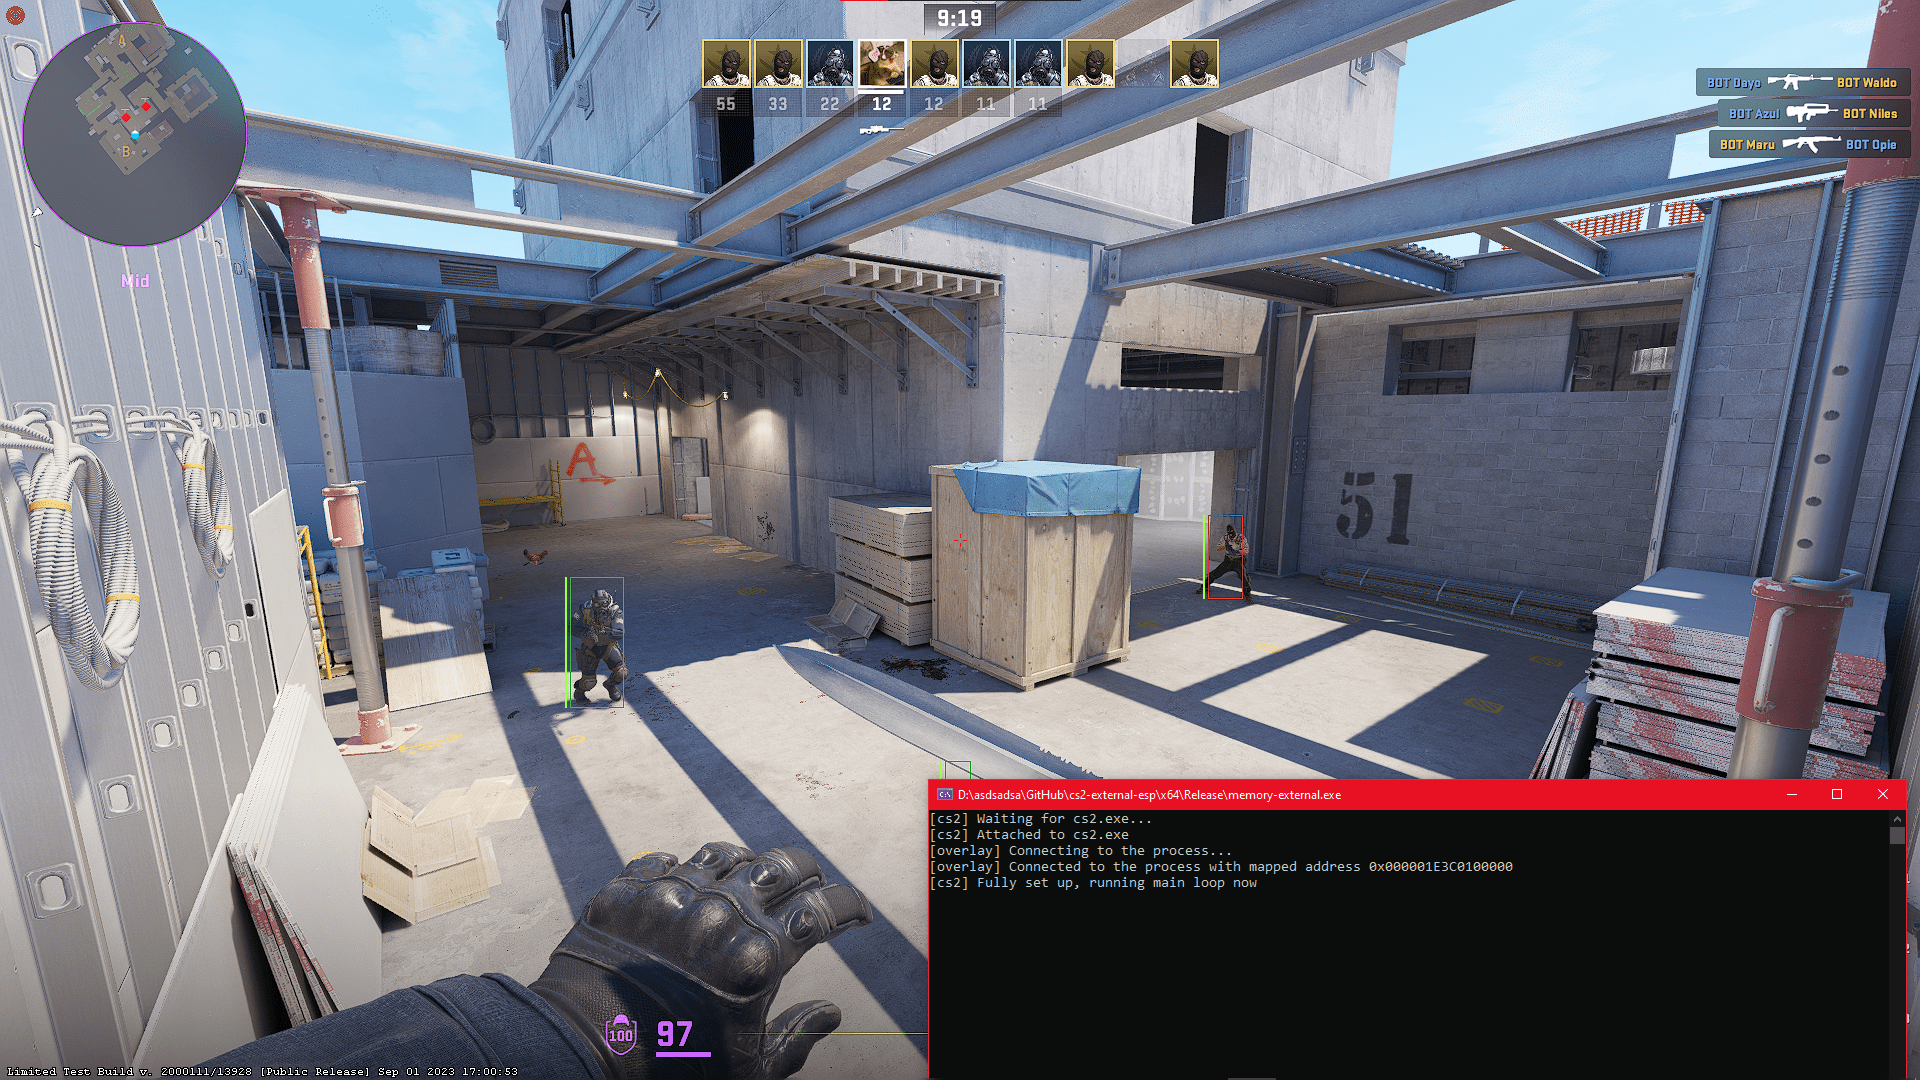 9:19
A
B
Mid
55 33 22 12 12 11 11
BOT Dayo BOT Waldo
BOT Azul BOT Niles
BOT Maru BOT Opie
A
51
D:\asdsadsa\GitHub\cs2-external-esp\x64\Release\memory-external.exe
[cs2] Waiting for cs2.exe...
[cs2] Attached to cs2.exe
[overlay] Connecting to the process...
[overlay] Connected to the process with mapped address 0x000001E3C0100000
[cs2] Fully set up, running main loop now
100 97
Limited Test Build v. 2000111/13928 [Public Release] Sep 01 2023 17:00:53